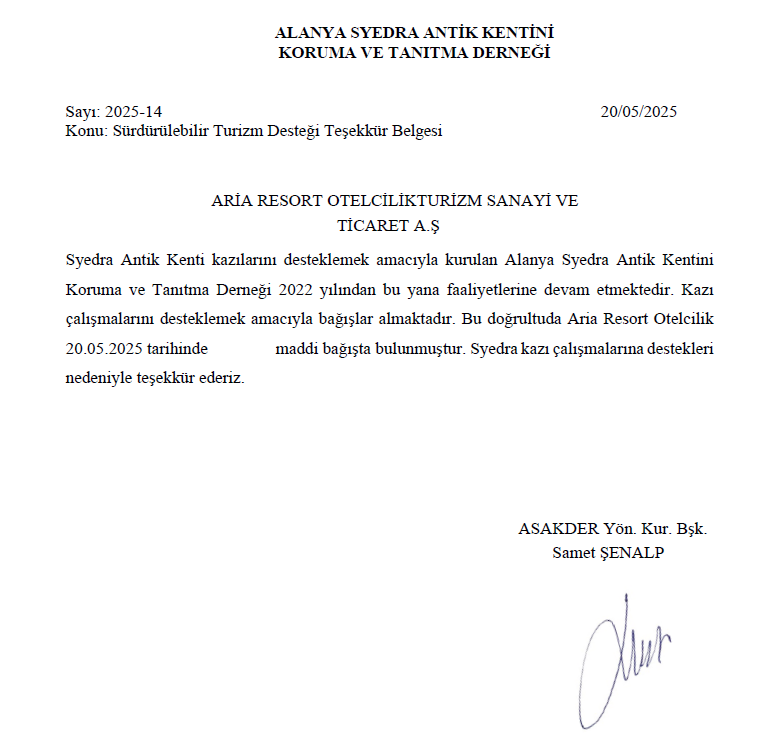 ALANYA SYEDRA ANTİK KENTİNİ
KORUMA VE TANITMA DERNEĞİ
Sayı: 2025-14 20/05/2025
Konu: Sürdürülebilir Turizm Desteği Teşekkür Belgesi
ARİA RESORT OTELCİLİKTURİZM SANAYİ VE
TİCARET A.Ş
Syedra Antik Kenti kazılarını desteklemek amacıyla kurulan Alanya Syedra Antik Kentini
Koruma ve Tanıtma Derneği 2022 yılından bu yana faaliyetlerine devam etmektedir. Kazı
çalışmalarını desteklemek amacıyla bağışlar almaktadır. Bu doğrultuda Aria Resort Otelcilik
20.05.2025 tarihinde maddi bağışta bulunmuştur. Syedra kazı çalışmalarına destekleri
nedeniyle teşekkür ederiz.
ASAKDER Yön. Kur. Bşk.
Samet ŞENALP